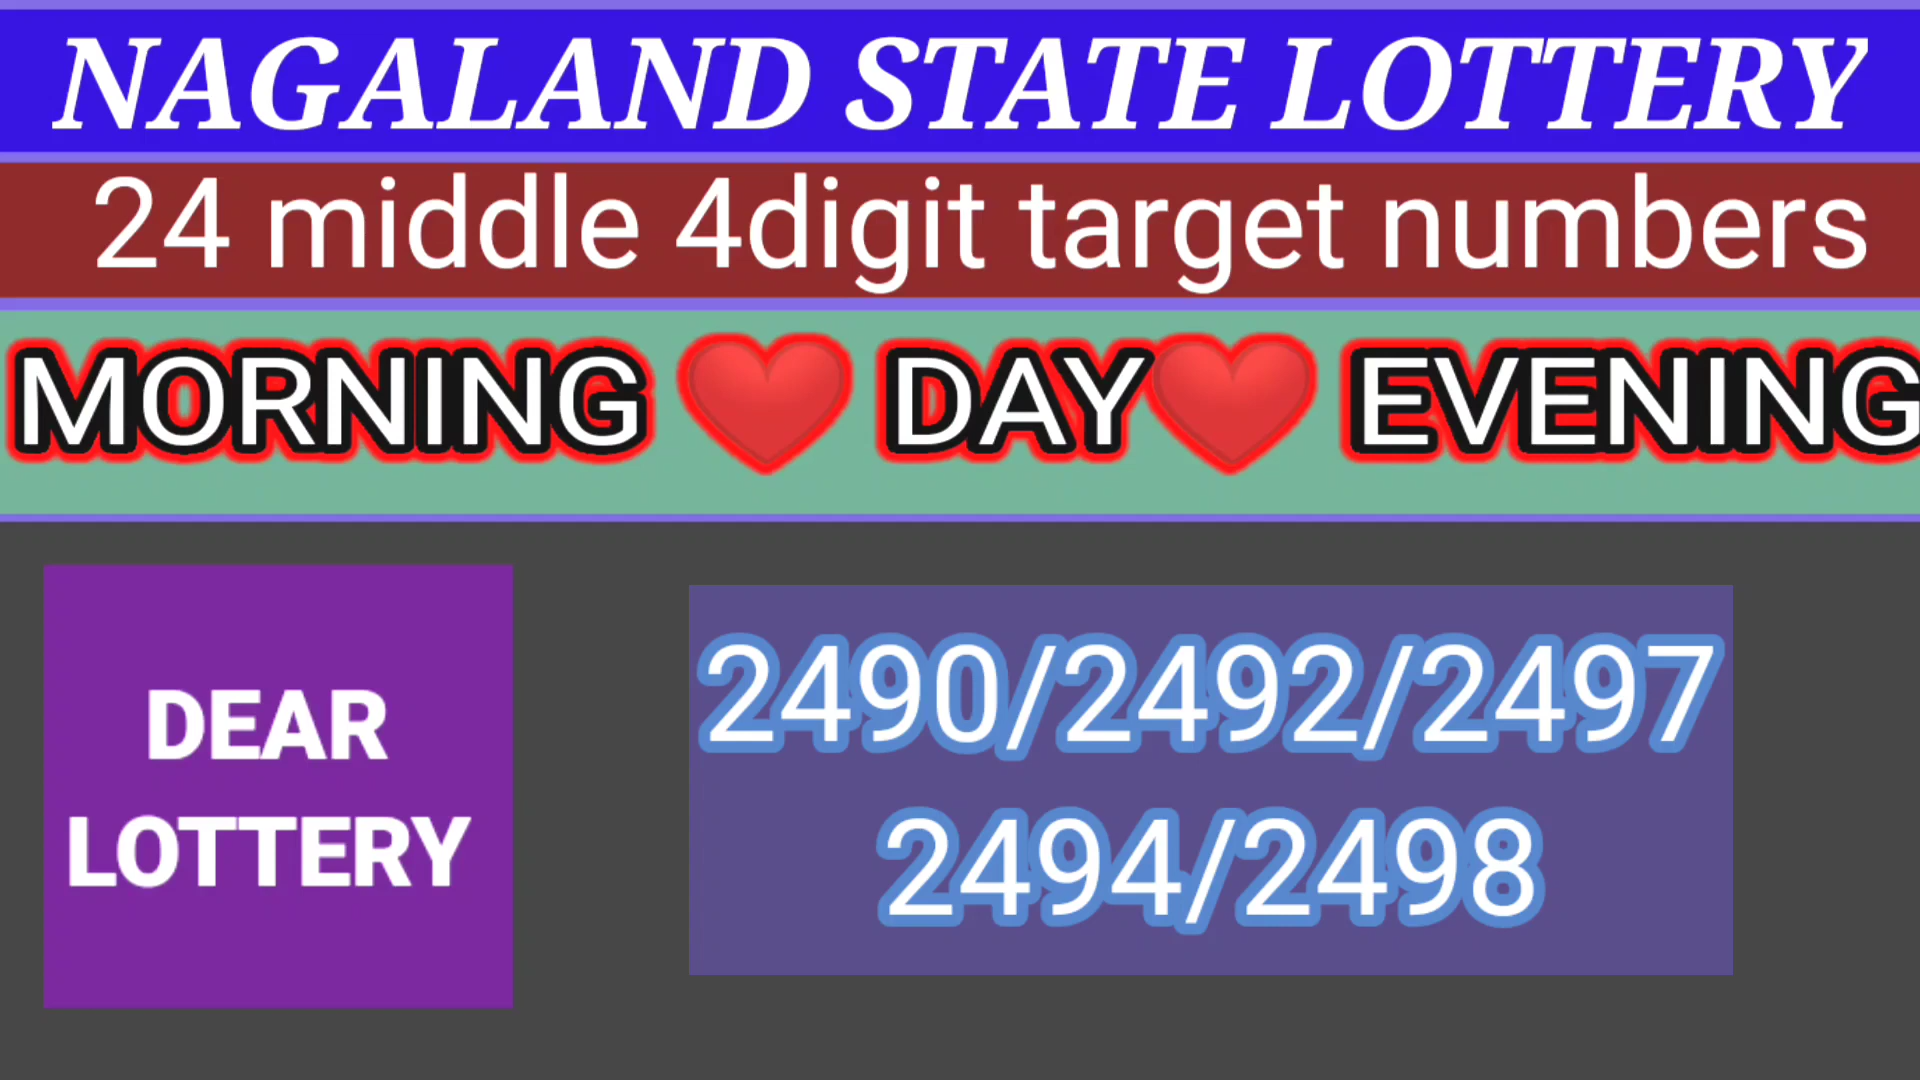 NAGALAND STATE LOTTERY
24 middle 4digit target numbers
MORNING ❤️ DAY❤️ EVENING
DEAR
LOTTERY
2490/2492/2497
2494/2498